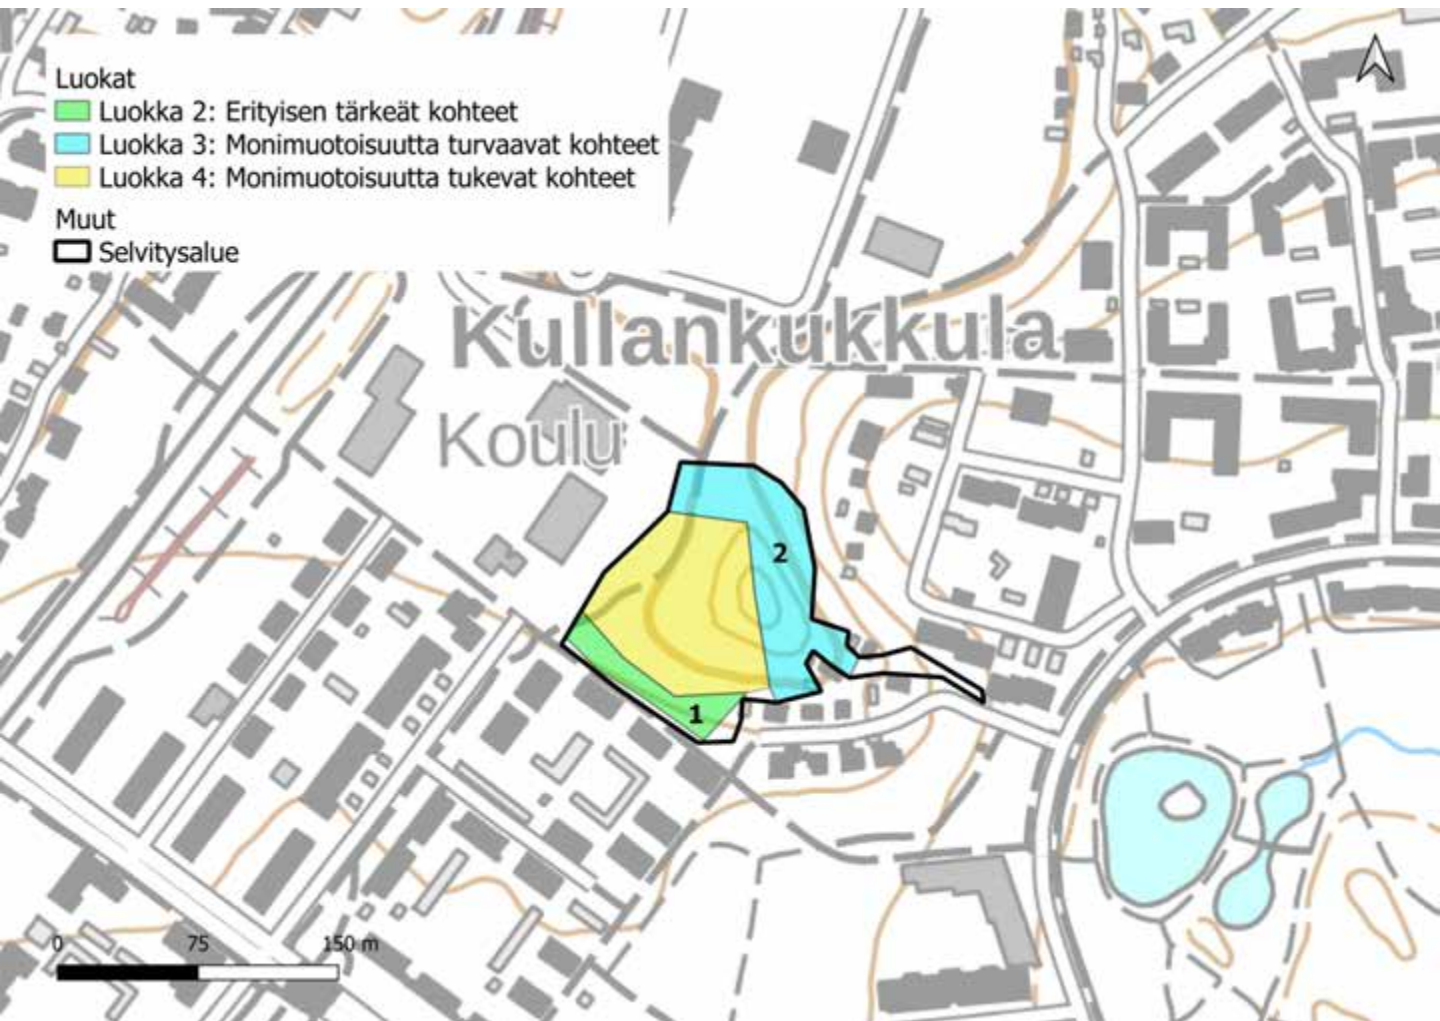 Luokat
Luokka 2: Erityisen tärkeät kohteet
Luokka 3: Monimuotoisuutta turvaavat kohteet
Luokka 4: Monimuotoisuutta tukevat kohteet
Muut
Selvitysalue
Kullankukkula
Koulu
2
1
0 75 150 m